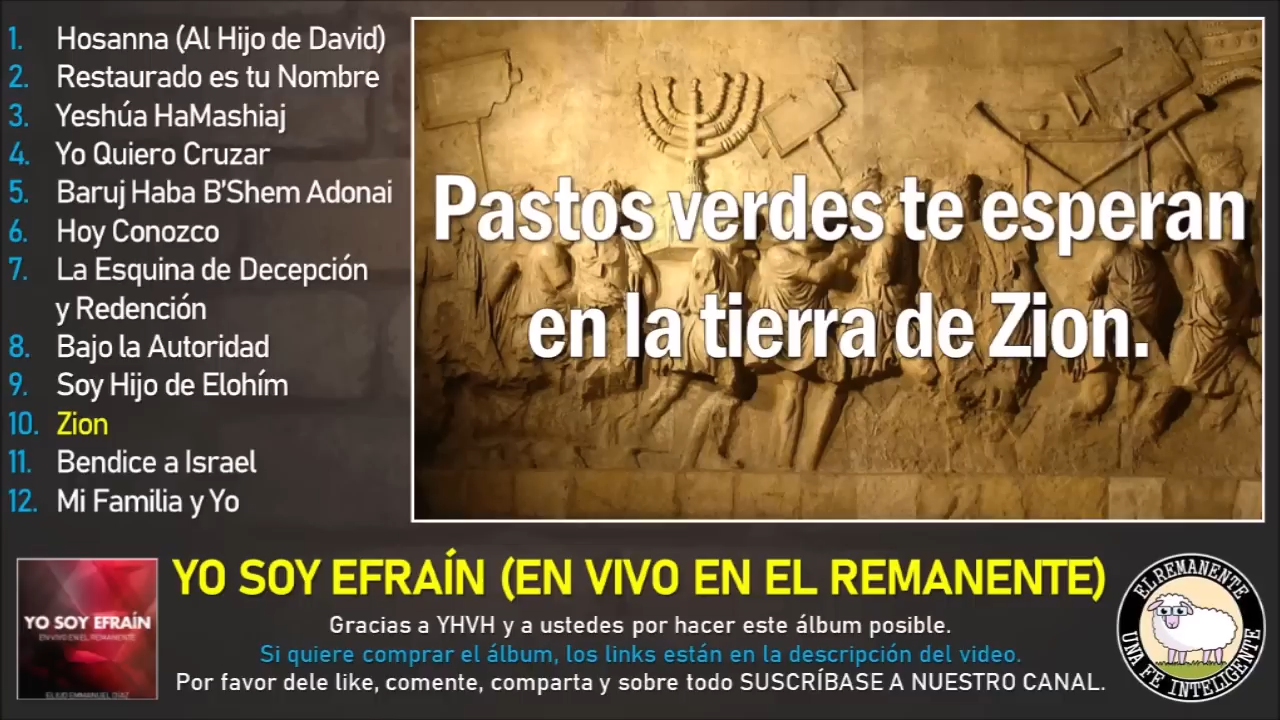 1. Hosanna (Al Hijo de David)
2. Restaurado es tu Nombre
3. Yeshúa HaMashiaj
4. Yo Quiero Cruzar
5. Baruj Haba B'Shem Adonai
6. Hoy Conozco
7. La Esquina de Decepción
y Redención
8. Bajo la Autoridad
9. Soy Hijo de Elohím
10. Zion
11. Bendice a Israel
12. Mi Familia y Yo
Pastos verdes te esperan
en la tierra de Zion.
YO SOY EFRAÍN
EN VIVO EN EL REMANENTE
YO SOY EFRAÍN (EN VIVO EN EL REMANENTE)
Gracias a YHVH y a ustedes por hacer este álbum posible.
Si quiere comprar el álbum, los links están en la descripción del video.
Por favor dele like, comente, comparta y sobre todo SUSCRÍBASE A NUESTRO CANAL.
EL REMANENTE
UNA FE INTELIGENTE